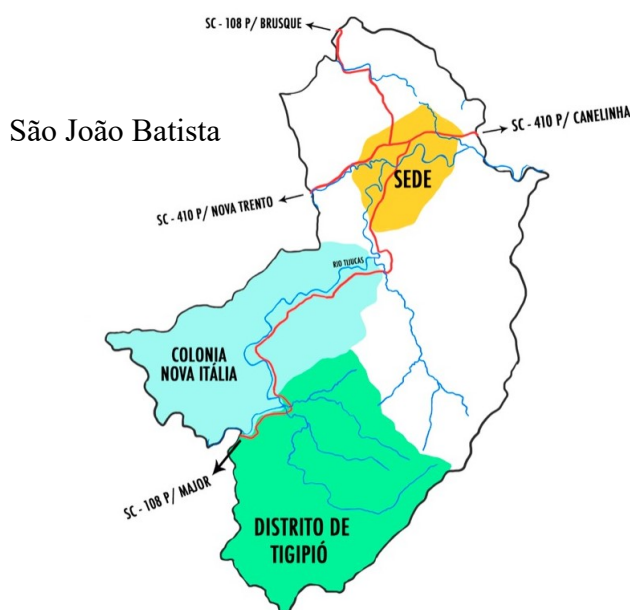 SC - 108 P/ BRUSQUE
São João Batista
SC - 410 P/ CANELINHA
SEDE
SC - 410 P/ NOVA TRENTO
RIO TIJUCAS
COLONIA
NOVA ITÁLIA
SC - 108 P/ MAJOR
DISTRITO DE
TIGIPIÓ